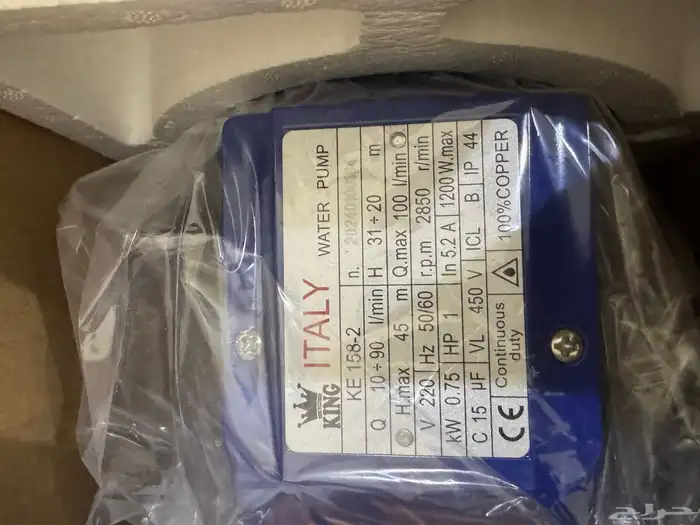 KING ITALY WATER PUMP
KE 158-2 n.
Q 10÷90 l/min H 31÷20 m
H.max 45 m Q.max 100 l/min
V 220 Hz 50/60 r.p.m 2850 r/min
kW 0.75 HP 1 In 5.2 A 1200W.max
C 15 µF VL 450 V ICL B IP 44
CE Continuous duty 100%COPPER
حراج